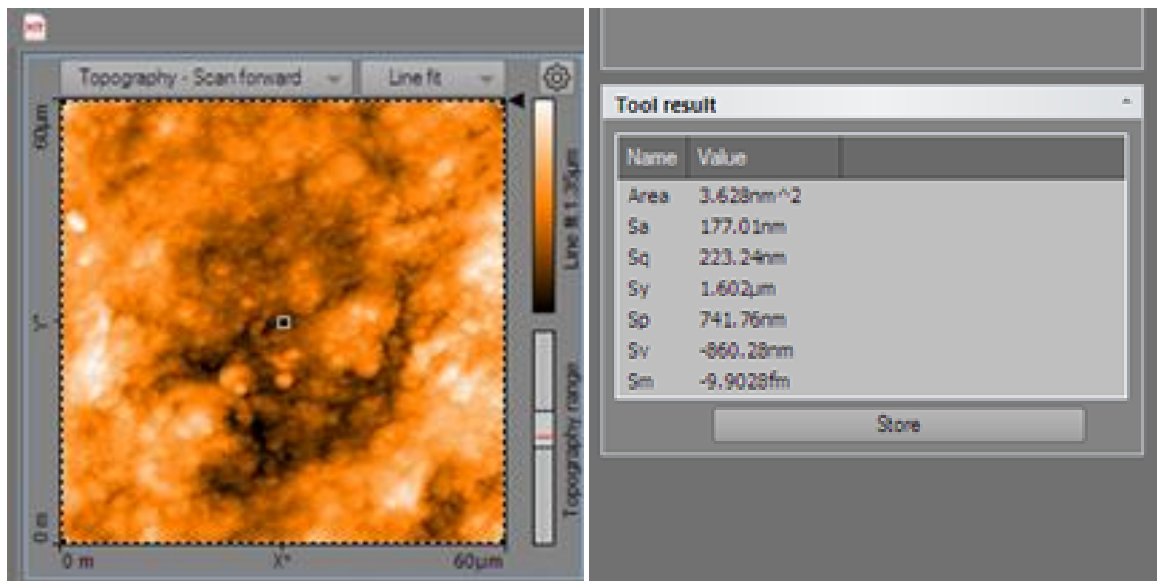 Topography - Scan forward
Line fit
60µm
Y*
0 m
0 m
X*
60µm
Line fit 1.36µm
Topography range
Tool result
Name Value
Area 3.628nm^2
Sa 177.01nm
Sq 223.24nm
Sy 1.602µm
Sp 741.76nm
Sv -860.28nm
Sm -9.9028fm
Store